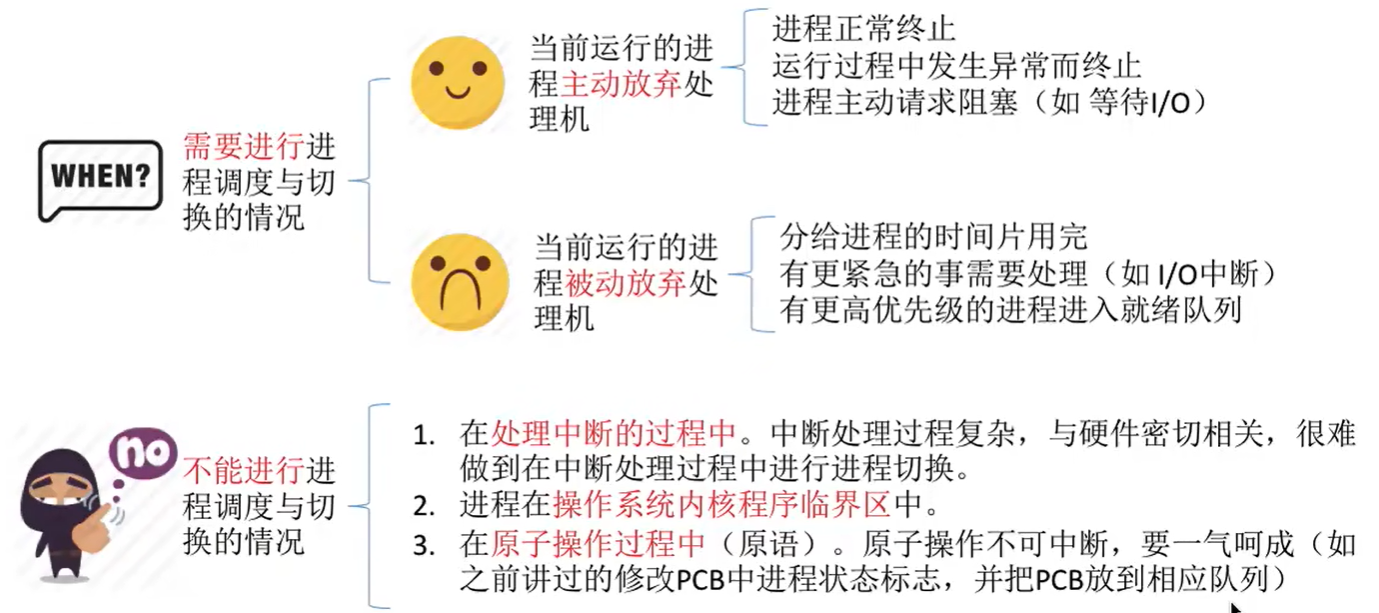 WHEN?
需要进行进
程调度与切
换的情况
当前运行的进
程主动放弃处
理机
进程正常终止
运行过程中发生异常而终止
进程主动请求阻塞（如 等待I/O）
当前运行的进
程被动放弃处
理机
分给进程的时间片用完
有更紧急的事需要处理（如 I/O中断）
有更高优先级的进程进入就绪队列
no
不能进行进
程调度与切
换的情况
1. 在处理中断的过程中。中断处理过程复杂，与硬件密切相关，很难
做到在中断处理过程中进行进程切换。
2. 进程在操作系统内核程序临界区中。
3. 在原子操作过程中（原语）。原子操作不可中断，要一气呵成（如
之前讲过的修改PCB中进程状态标志，并把PCB放到相应队列）